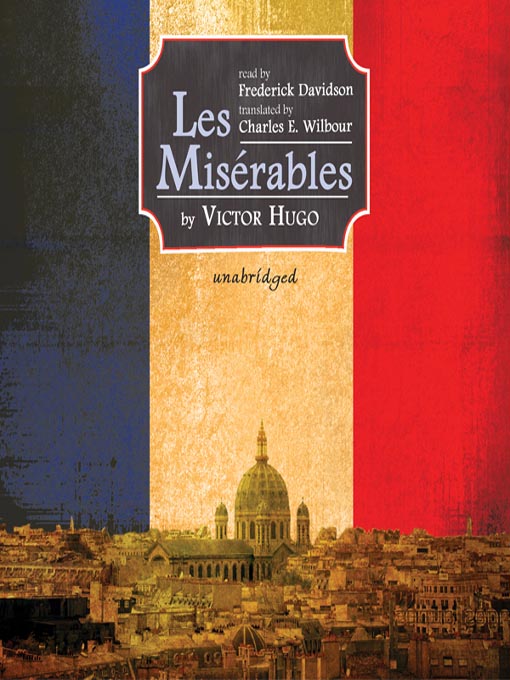 read by
Frederick Davidson
translated by
Charles E. Wilbour
Les
Misérables
by VICTOR HUGO
unabridged